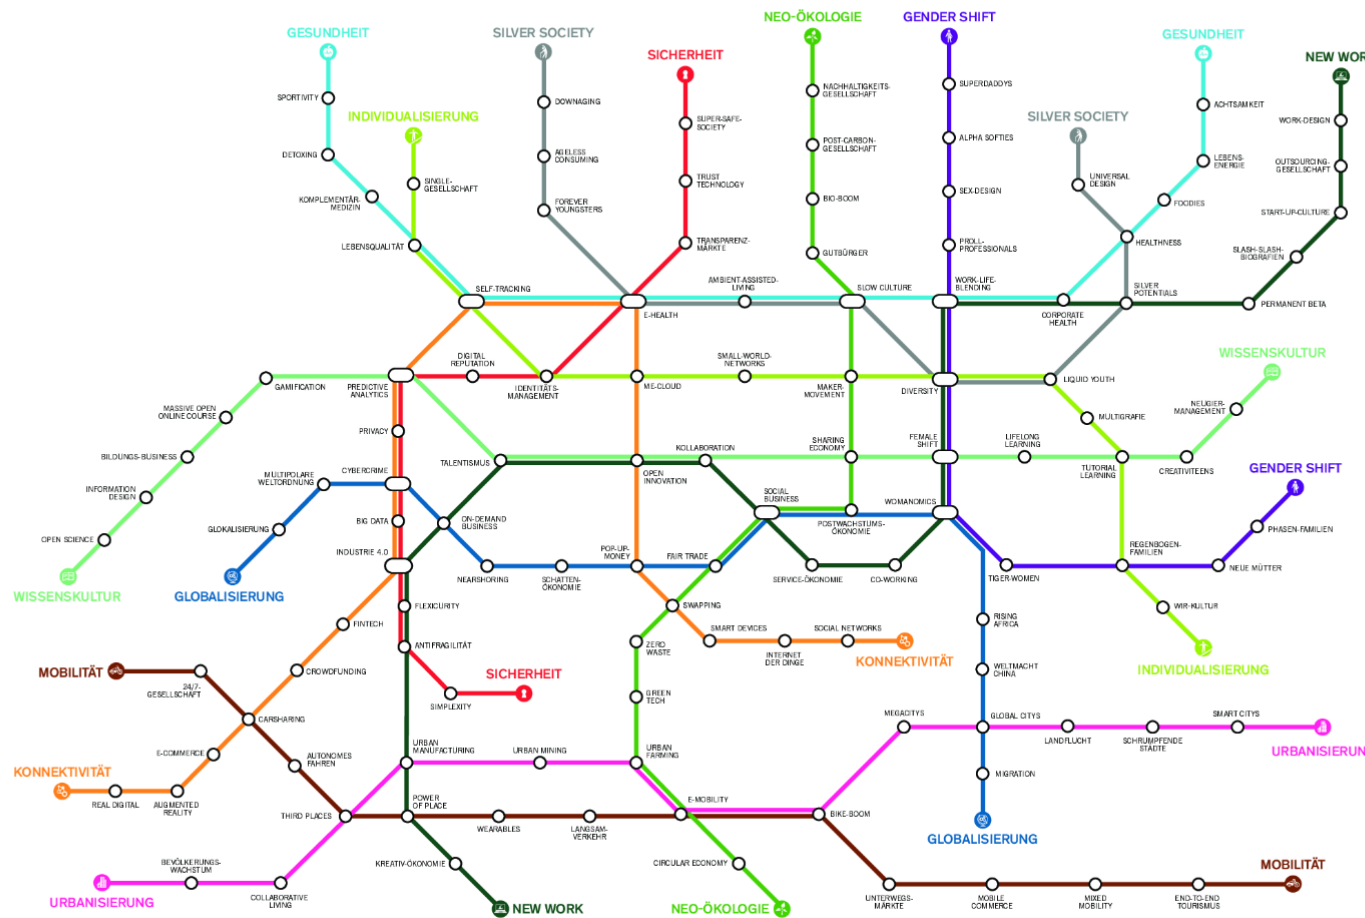 NEO-ÖKOLOGIE
GENDER SHIFT
GESUNDHEIT
SILVER SOCIETY
GESUNDHEIT
SICHERHEIT
NEW WOR
NACHHALTIGKEITS-
GESELLSCHAFT
SUPERDADDYS
SPORTIVITY
DOWNAGING
ACHTSAMKEIT
INDIVIDUALISIERUNG
SUPER-SAFE-
SOCIETY
SILVER SOCIETY
WORK-DESIGN
POST-CARBON-
GESELLSCHAFT
ALPHA SOFTIES
DETOXING
AGELESS
CONSUMING
LEBENS-
ENERGIE
OUTSOURCING-
GESELLSCHAFT
SINGLE-
GESELLSCHAFT
TRUST
TECHNOLOGY
UNIVERSAL
DESIGN
KOMPLEMENTÄR-
MEDIZIN
FOREVER
YOUNGSTERS
BIO-BOOM
SEX-DESIGN
FOODIES
START-UP-CULTURE
LEBENSQUALITÄT
TRANSPARENZ-
MÄRKTE
GUTBÜRGER
PROLL-
PROFESSIONALS
HEALTHNESS
SLASH-SLASH-
BIOGRAFIEN
SELF-TRACKING
AMBIENT-ASSISTED-
LIVING
SLOW CULTURE
WORK-LIFE-
BLENDING
SILVER
POTENTIALS
E-HEALTH
CORPORATE
HEALTH
PERMANENT BETA
DIGITAL
REPUTATION
SMALL-WORLD-
NETWORKS
WISSENSKULTUR
GAMIFICATION
PREDICTIVE
ANALYTICS
IDENTITÄTS-
MANAGEMENT
ME-CLOUD
MAKER-
MOVEMENT
DIVERSITY
LIQUID YOUTH
MASSIVE OPEN
ONLINE COURSE
MULTIGRAFIE
NEUGIER-
MANAGEMENT
PRIVACY
KOLLABORATION
SHARING
ECONOMY
FEMALE
SHIFT
LIFELONG
LEARNING
BILDUNGS-BUSINESS
TALENTISMUS
OPEN
INNOVATION
TUTORIAL
LEARNING
CREATIVITEENS
MULTIPOLARE
WELTORDNUNG
CYBERCRIME
GENDER SHIFT
INFORMATION
DESIGN
SOCIAL
BUSINESS
WOMANOMICS
GLOKALISIERUNG
BIG DATA
ON-DEMAND
BUSINESS
POSTWACHSTUMS-
ÖKONOMIE
PHASEN-FAMILIEN
OPEN SCIENCE
INDUSTRIE 4.0
POP-UP-
MONEY
FAIR TRADE
REGENBOGEN-
FAMILIEN
WISSENSKULTUR
GLOBALISIERUNG
NEARSHORING
SCHATTEN-
ÖKONOMIE
SERVICE-ÖKONOMIE
CO-WORKING
TIGER-WOMEN
NEUE MÜTTER
FLEXICURITY
SWAPPING
WIR-KULTUR
FINTECH
RISING
AFRICA
SMART DEVICES
SOCIAL NETWORKS
ANTIFRAGILITÄT
ZERO
WASTE
INTERNET
DER DINGE
KONNEKTIVITÄT
MOBILITÄT
CROWDFUNDING
SICHERHEIT
WELTMACHT
CHINA
INDIVIDUALISIERUNG
24/7-
GESELLSCHAFT
SIMPLEXITY
GREEN
TECH
CARSHARING
MEGACITYS
GLOBAL CITYS
SMART CITYS
LANDFLUCHT
SCHRUMPFENDE
STÄDTE
URBANISIERUN
E-COMMERCE
AUTONOMES
FAHREN
URBAN
MANUFACTURING
URBAN MINING
URBAN
FARMING
KONNEKTIVITÄT
MIGRATION
REAL DIGITAL
AUGMENTED
REALITY
THIRD PLACES
POWER
OF PLACE
E-MOBILITY
BIKE-BOOM
WEARABLES
LANGSAM-
VERKEHR
GLOBALISIERUNG
BEVÖLKERUNGS-
WACHSTUM
KREATIV-ÖKONOMIE
CIRCULAR ECONOMY
MOBILITÄT
URBANISIERUNG
COLLABORATIVE
LIVING
NEW WORK
NEO-ÖKOLOGIE
UNTERWEGS-
MÄRKTE
MOBILE
COMMERCE
MIXED
MOBILITY
END-TO-END
TOURISMUS